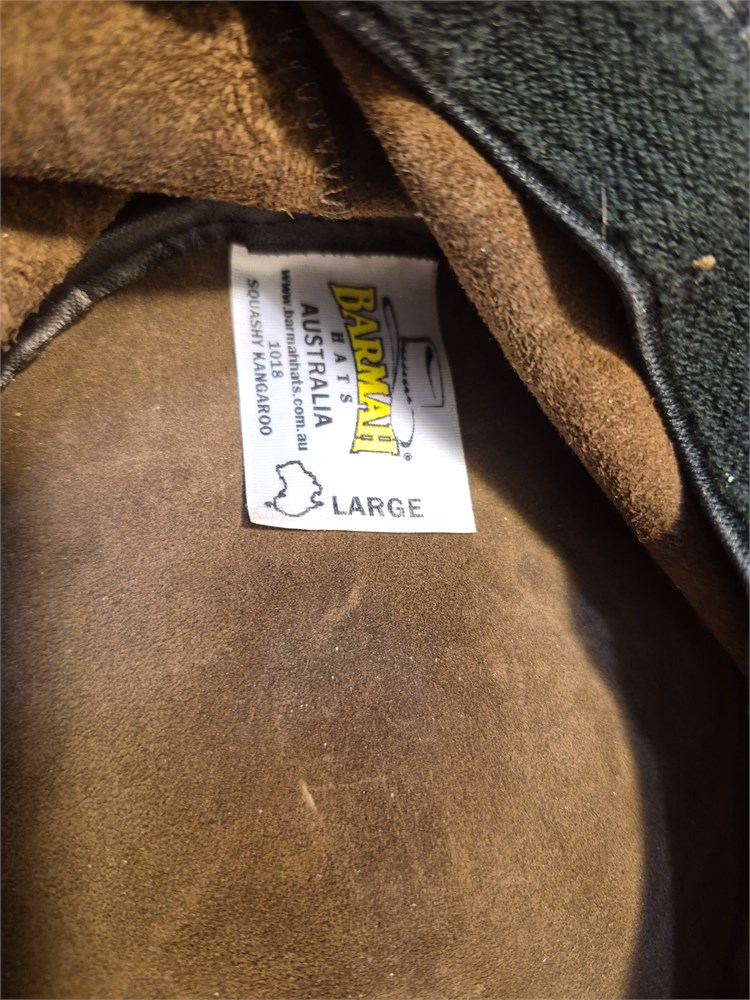 BARMAH
HATS
®
AUSTRALIA
www.barmahhats.com.au
1018
SQUASHY KANGAROO
LARGE